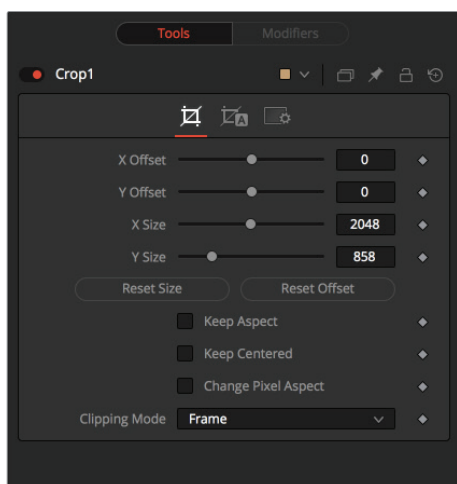 Tools Modifiers
Crop1
A
X Offset 0
Y Offset 0
X Size 2048
Y Size 858
Reset Size Reset Offset
Keep Aspect
Keep Centered
Change Pixel Aspect
Clipping Mode Frame